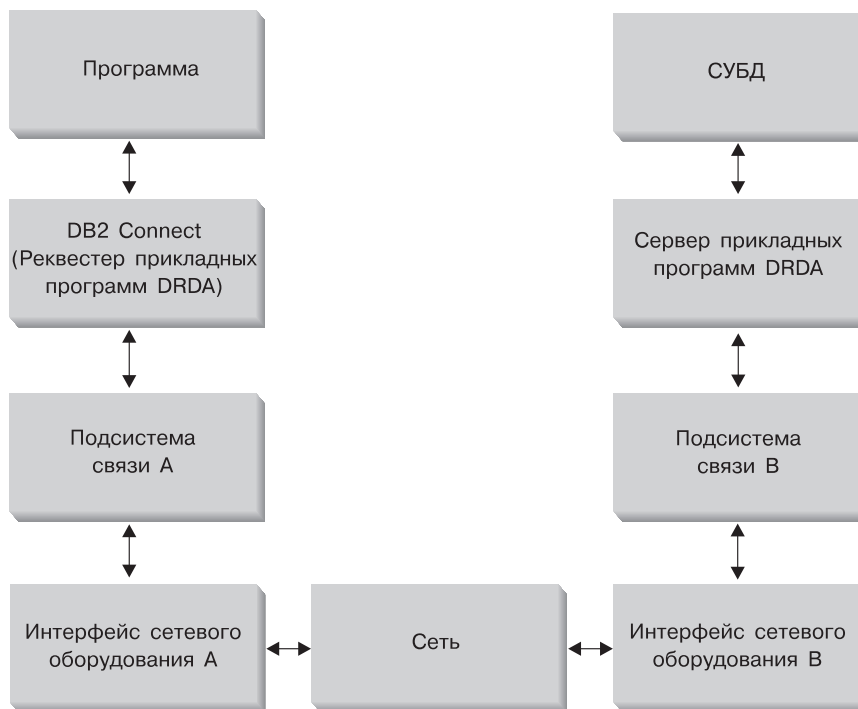 Программа
СУБД
DB2 Connect
(Реквестер прикладных
программ DRDA)
Сервер прикладных
программ DRDA
Подсистема
связи A
Подсистема
связи B
Интерфейс сетевого
оборудования A
Сеть
Интерфейс сетевого
оборудования B